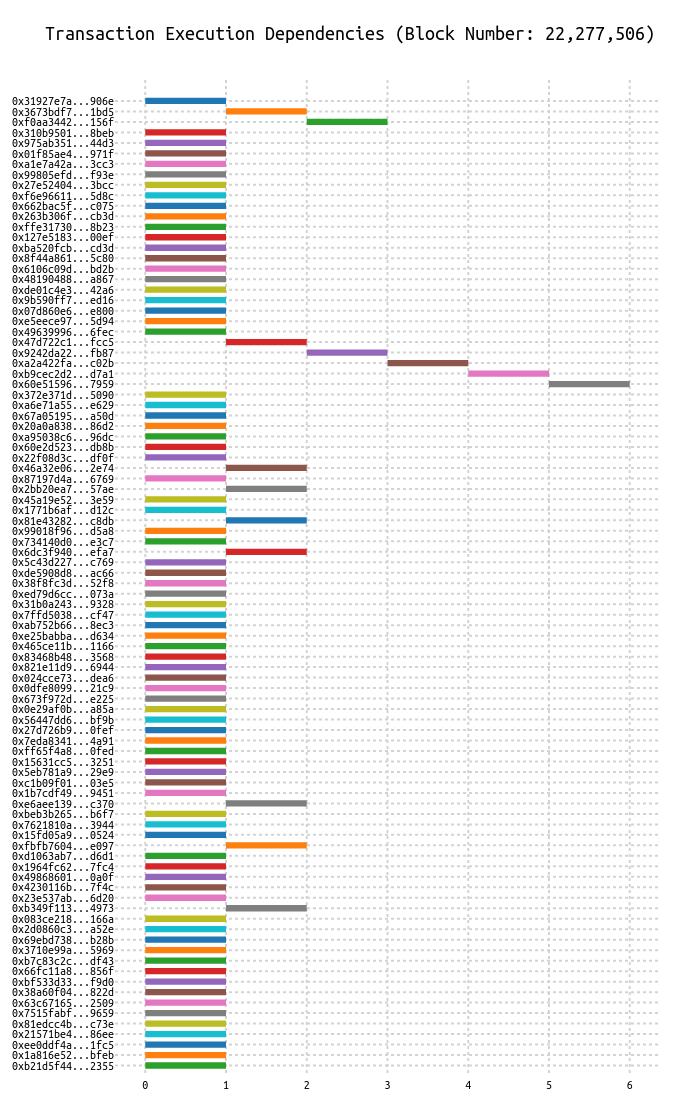 Transaction Execution Dependencies (Block Number: 22,277,506)
0x31927e7a...906e
0x3673bdf7...1bd5
0xf0aa3442...156f
0x310b9501...8beb
0x975ab351...44d3
0x01f85ae4...971f
0xa1e7a42a...3cc3
0x99805efd...f93e
0x27e52404...3bcc
0xf6e96611...5d8c
0x662bac5f...c075
0x263b306f...cb3d
0xffe31730...8b23
0x127e5183...00ef
0xba520fcb...cd3d
0x8f44a861...5c80
0x6106c09d...bd2b
0x48190488...a867
0xde01c4e3...42a6
0x9b590ff7...ed16
0x07d860e6...e800
0xe5eece97...5d94
0x49639996...6fec
0x47d722c1...fcc5
0x9242da22...fb87
0xa2a422fa...c02b
0xb9cec2d2...d7a1
0x60e51596...7959
0x372e371d...5090
0xa6e71a55...e629
0x67a05195...a50d
0x20a0a838...86d2
0xa95038c6...96dc
0x60e2d523...db8b
0x22f08d3c...df0f
0x46a32e06...2e74
0x87197d4a...6769
0x2bb20ea7...57ae
0x45a19e52...3e59
0x1771b6af...d12c
0x81e43282...c8db
0x99018f96...d5a8
0x734140d0...e3c7
0x6dc3f940...efa7
0x5c43d227...c769
0xde5908d8...ac66
0x38f8fc3d...52f8
0xed79d6cc...073a
0x31b0a243...9328
0x7ffd5038...cf47
0xab752b66...8ec3
0xe25babba...d634
0x465ce11b...1166
0x83468b48...3568
0x821e11d9...6944
0x024cce73...dea6
0x0dfe8099...21c9
0x673f972d...e225
0x0e29af0b...a85a
0x56447dd6...bf9b
0x27d726b9...0fef
0x7eda8341...4a91
0xff65f4a8...0fed
0x15631cc5...3251
0x5eb781a9...29e9
0xc1b09f01...03e5
0x1b7cdf49...9451
0xe6aee139...c370
0xbeb3b265...b6f7
0x7621810a...3944
0x15fd05a9...0524
0xfbfb7604...e097
0xd1063ab7...d6d1
0x1964fc62...7fc4
0x49868601...0a0f
0x4230116b...7f4c
0x23e537ab...6d20
0xb349f113...4973
0x083ce218...166a
0x2d0860c3...a52e
0x69ebd738...b28b
0x3710e99a...5969
0xb7c83c2c...df43
0x66fc11a8...856f
0xbf533d33...f9d0
0x38a60f04...822d
0x63c67165...2509
0x7515fabf...9659
0x81edcc4b...c73e
0x21571be4...86ee
0xee0ddf4a...1fc5
0x1a816e52...bfeb
0xb21d5f44...2355
0 1 2 3 4 5 6